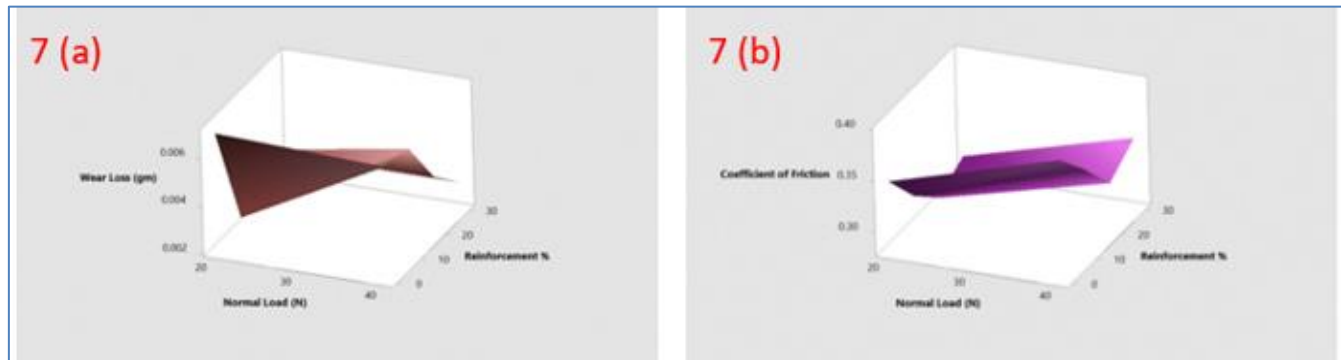 7 (a)
0.006
Wear Loss (gm)
0.004
0.002
20
30
40
Normal Load (N)
0
10
20
30
Reinforcement %
7 (b)
0.40
Coefficient of Friction
0.35
0.30
20
30
40
Normal Load (N)
0
10
20
30
Reinforcement %